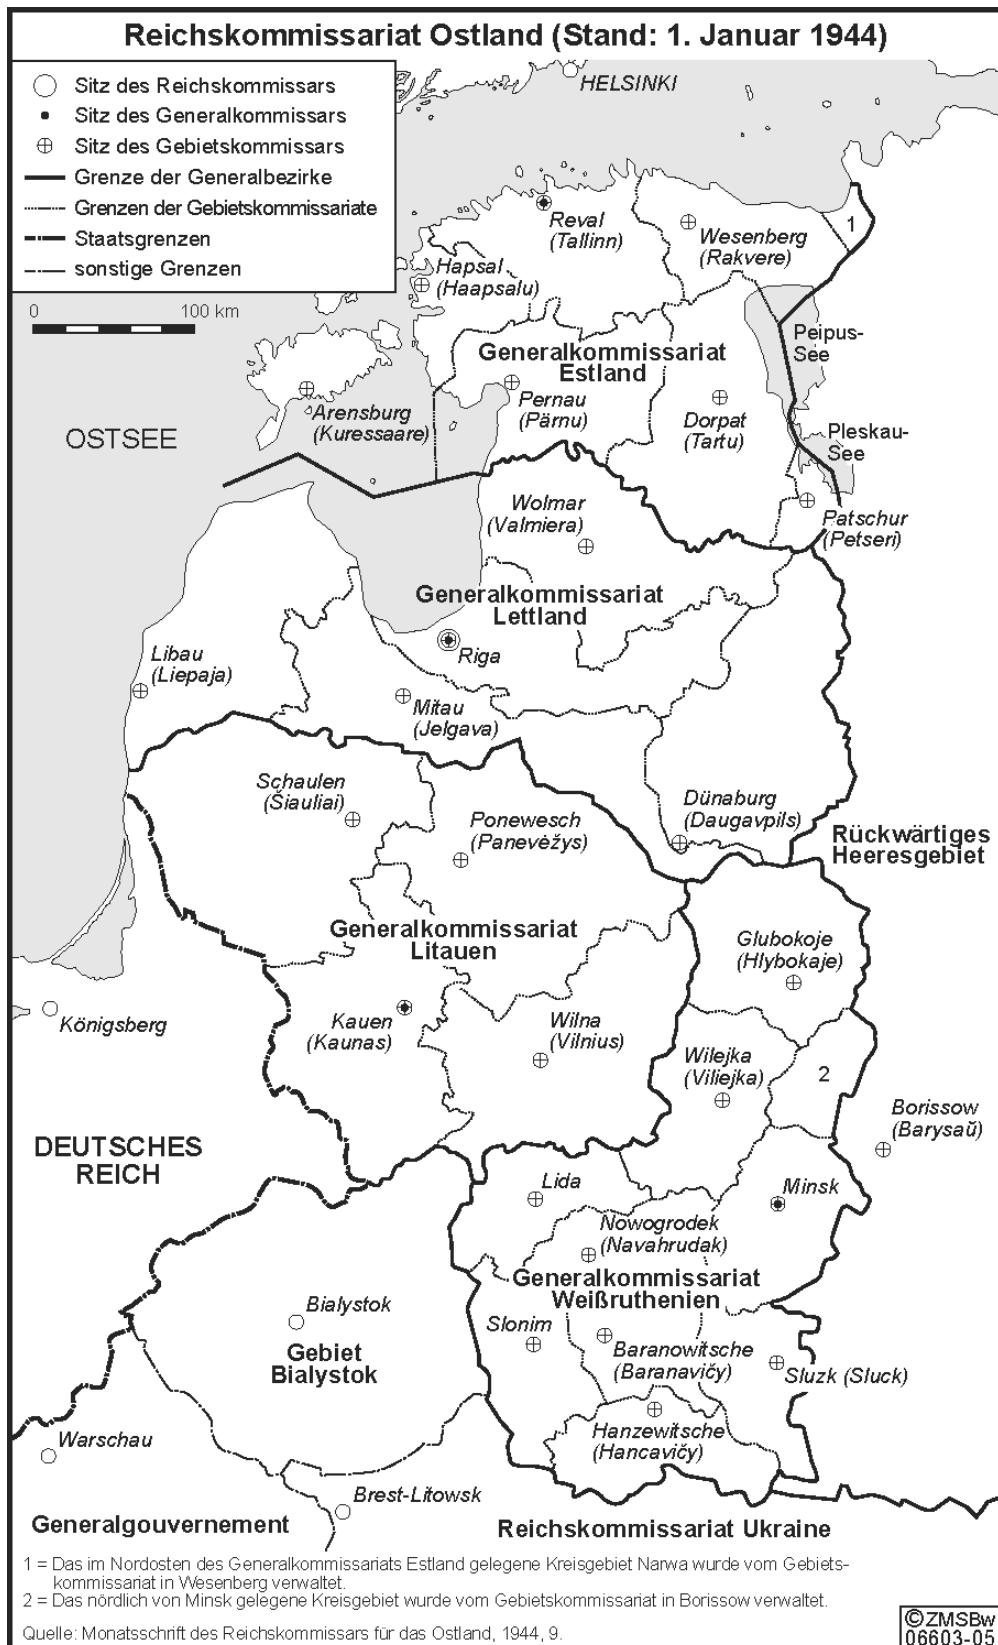 Reichskommissariat Ostland (Stand: 1. Januar 1944)
Sitz des Reichskommissars
Sitz des Generalkommissars
Sitz des Gebietskommissars
Grenze der Generalbezirke
Grenzen der Gebietskommissariate
Staatsgrenzen
sonstige Grenzen
0 100 km
HELSINKI
Reval
(Tallinn)
Wesenberg
(Rakvere)
1
Hapsal
(Haapsalu)
Peipus-
See
Generalkommissariat
Estland
Arensburg
(Kuressaare)
Pernau
(Pärnu)
Dorpat
(Tartu)
OSTSEE
Pleskau-
See
Wolmar
(Valmiera)
Patschur
(Petseri)
Generalkommissariat
Lettland
Riga
Libau
(Liepaja)
Mitau
(Jelgava)
Schaulen
(Šiauliai)
Ponewesch
(Panevėžys)
Dünaburg
(Daugavpils)
Rückwärtiges
Heeresgebiet
Generalkommissariat
Litauen
Glubokoje
(Hlybokaje)
Königsberg
Kauen
(Kaunas)
Wilna
(Vilnius)
Wilejka
(Viliejka)
2
Borissow
(Barysaŭ)
DEUTSCHES
REICH
Lida
Minsk
Nowogrodek
(Navahrudak)
Generalkommissariat
Weißruthenien
Bialystok
Gebiet
Bialystok
Slonim
Baranowitsche
(Baranavičy)
Sluzk (Sluck)
Hanzewitsche
(Hancavičy)
Warschau
Brest-Litowsk
Generalgouvernement
Reichskommissariat Ukraine
1 = Das im Nordosten des Generalkommissariats Estland gelegene Kreisgebiet Narwa wurde vom Gebiets-
kommissariat in Wesenberg verwaltet.
2 = Das nördlich von Minsk gelegene Kreisgebiet wurde vom Gebietskommissariat in Borissow verwaltet.
Quelle: Monatsschrift des Reichskommissars für das Ostland, 1944, 9.
©ZMSBw
06603-05